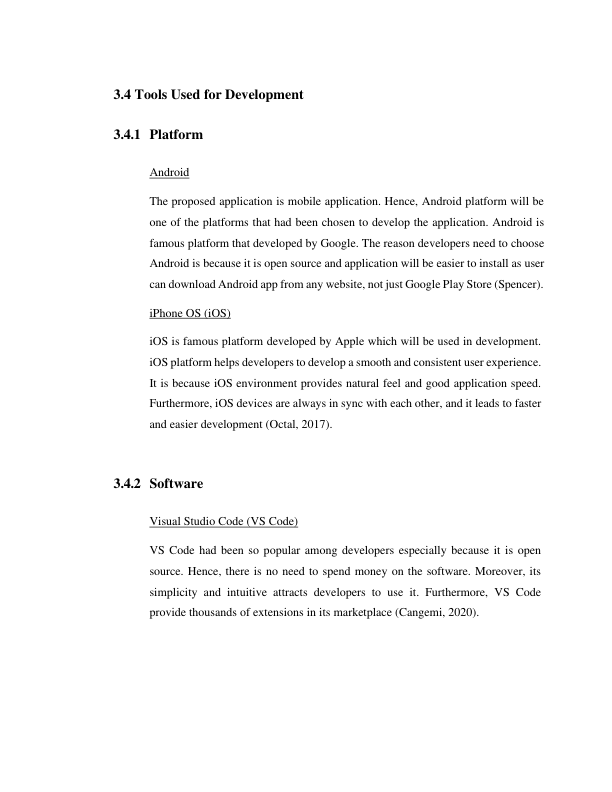 3.4 Tools Used for Development
3.4.1 Platform
Android
The proposed application is mobile application. Hence, Android platform will be
one of the platforms that had been chosen to develop the application. Android is
famous platform that developed by Google. The reason developers need to choose
Android is because it is open source and application will be easier to install as user
can download Android app from any website, not just Google Play Store (Spencer).
iPhone OS (iOS)
iOS is famous platform developed by Apple which will be used in development.
iOS platform helps developers to develop a smooth and consistent user experience.
It is because iOS environment provides natural feel and good application speed.
Furthermore, iOS devices are always in sync with each other, and it leads to faster
and easier development (Octal, 2017).
3.4.2 Software
Visual Studio Code (VS Code)
VS Code had been so popular among developers especially because it is open
source. Hence, there is no need to spend money on the software. Moreover, its
simplicity and intuitive attracts developers to use it. Furthermore, VS Code
provide thousands of extensions in its marketplace (Cangemi, 2020).